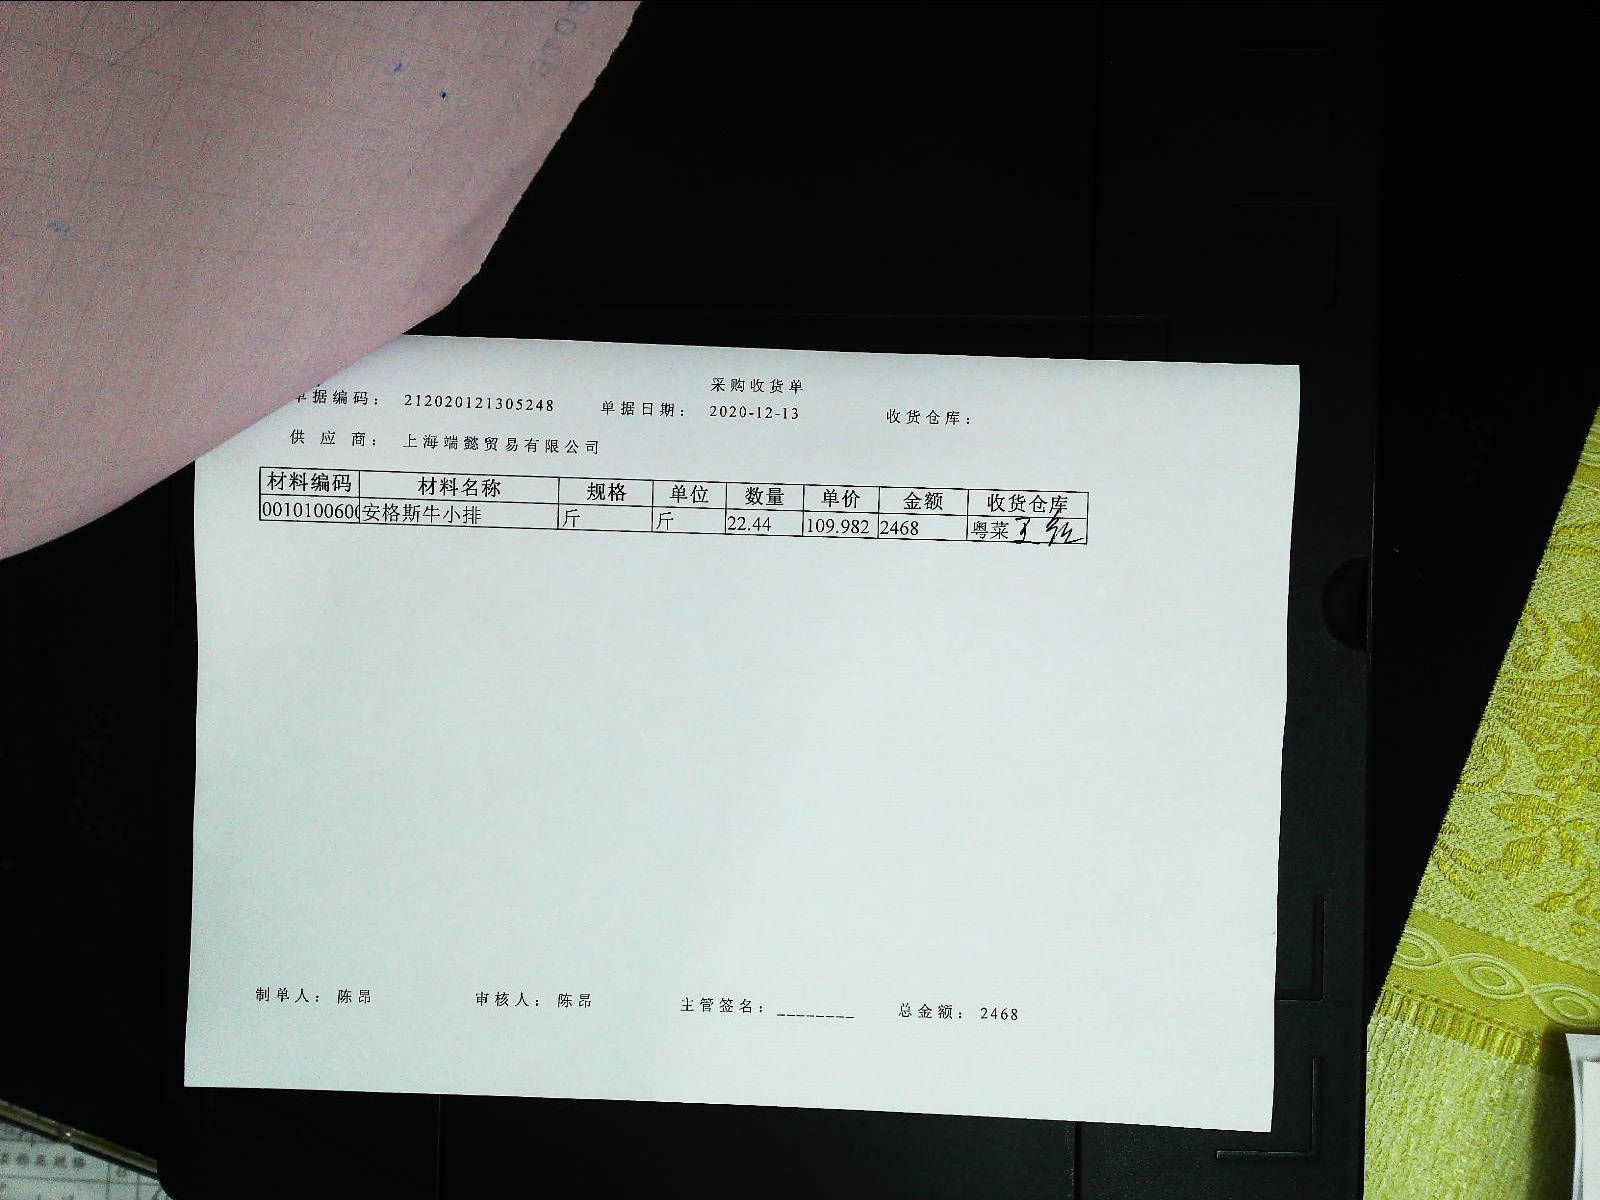 采购收货单
单据编码： 212020121305248 单据日期： 2020-12-13 收货仓库：
供 应 商： 上海端懿贸易有限公司
材料编码 材料名称 规格 单位 数量 单价 金额 收货仓库
0010100600 安格斯牛小排 斤 斤 22.44 109.982 2468 粤菜
制单人： 陈昂 审核人： 陈昂 主管签名：________ 总金额： 2468